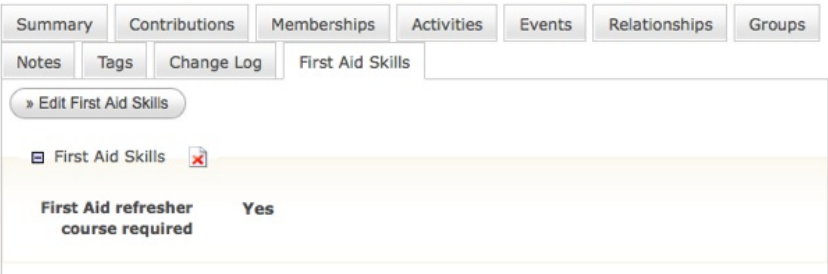 Summary Contributions Memberships Activities Events Relationships Groups
Notes Tags Change Log First Aid Skills
» Edit First Aid Skills
First Aid Skills
First Aid refresher Yes
course required